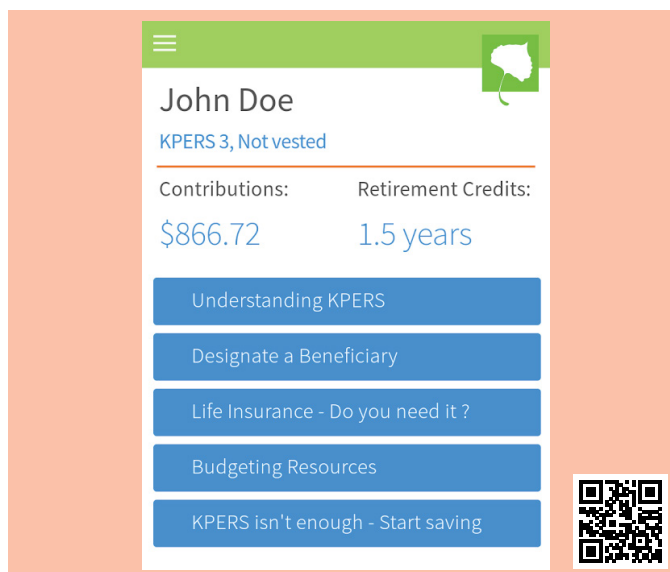 John Doe
KPERS 3, Not vested
Contributions: Retirement Credits:
$866.72 1.5 years
Understanding KPERS
Designate a Beneficiary
Life Insurance - Do you need it ?
Budgeting Resources
KPERS isn't enough - Start saving